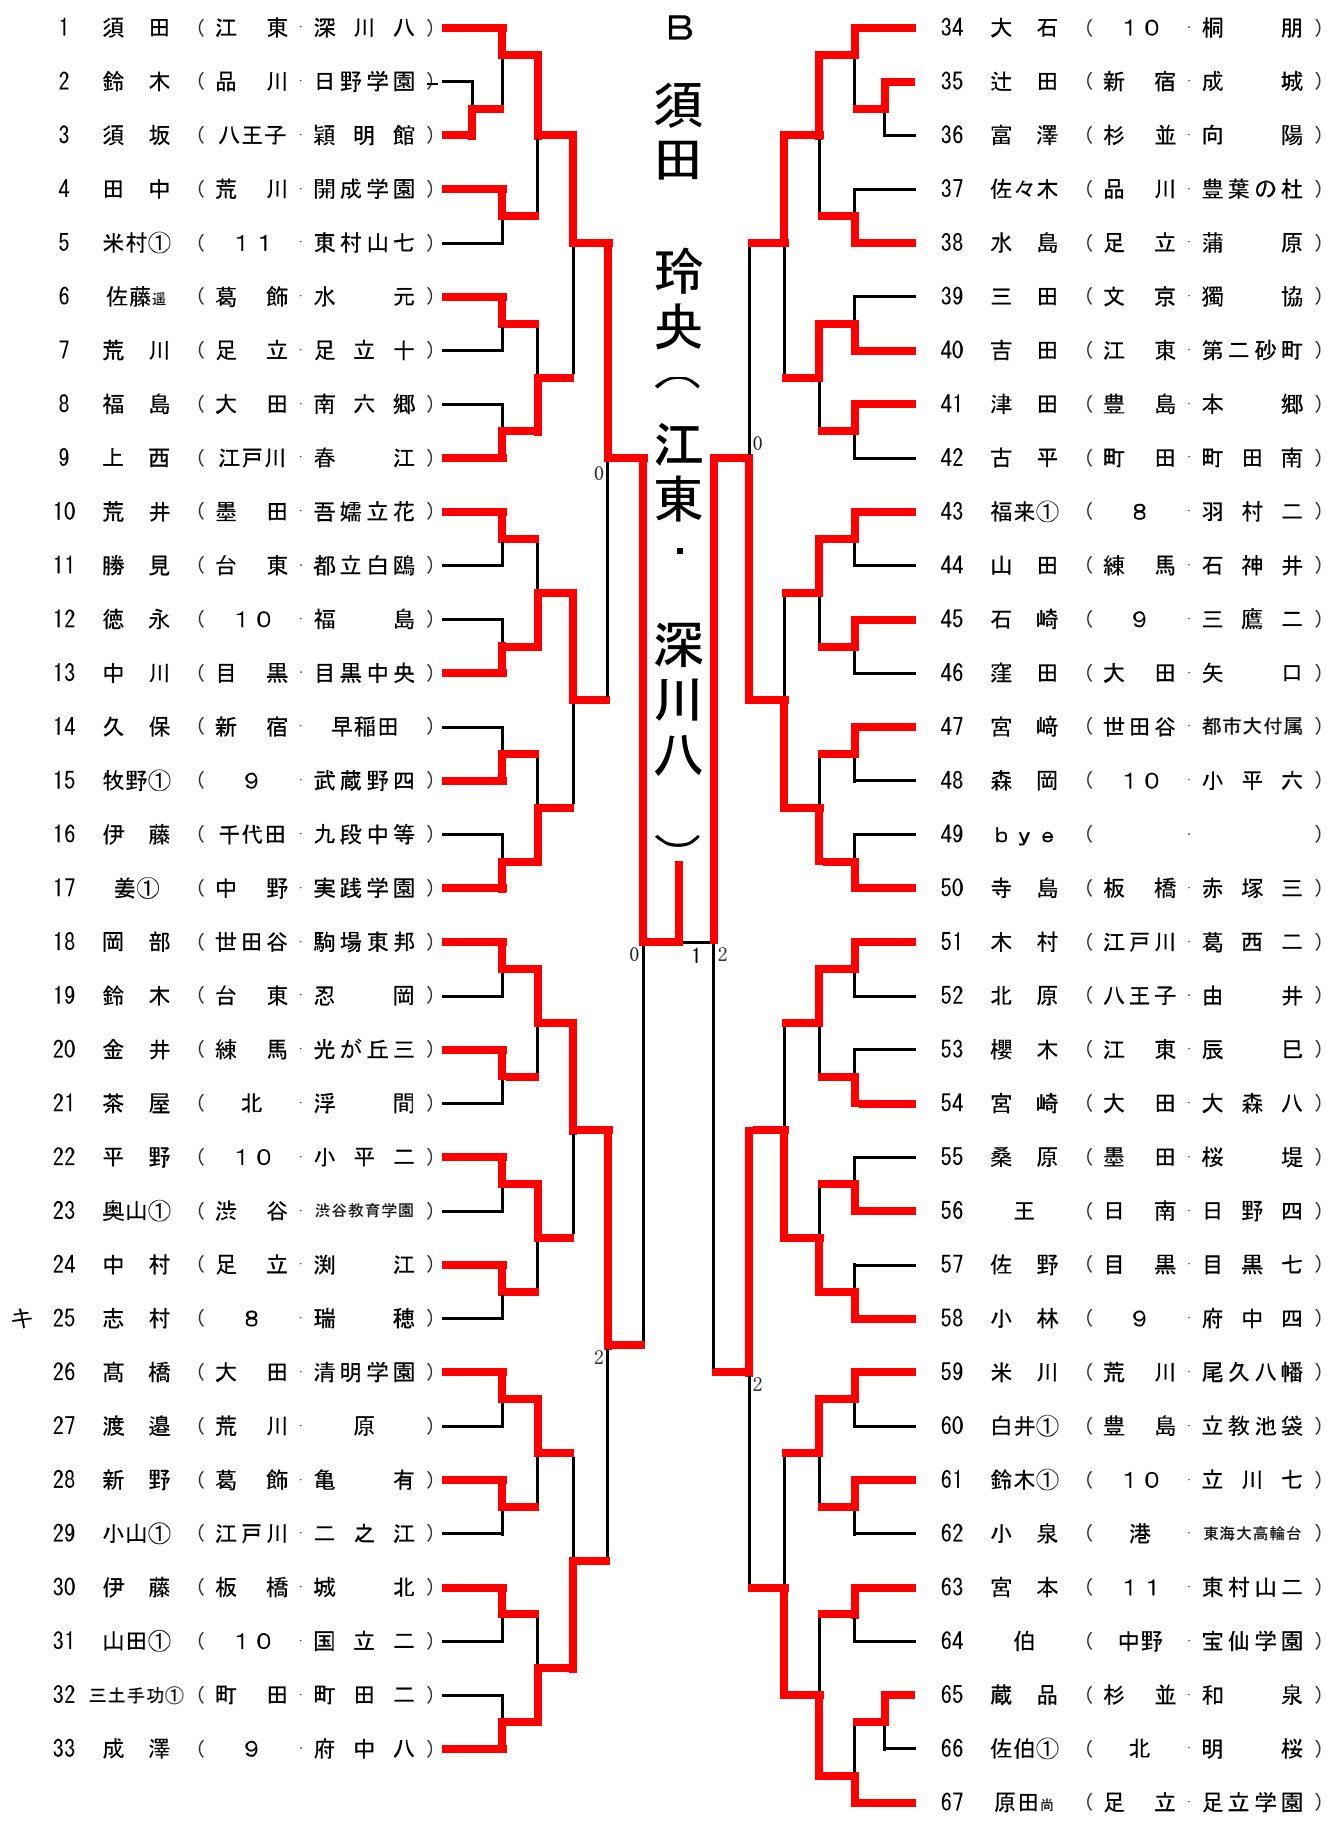 1 須田 (江東・深川八)
2 鈴木 (品川・日野学園)
3 須坂 (八王子・穎明館)
4 田中 (荒川・開成学園)
5 米村① (11・東村山七)
6 佐藤遥 (葛飾・水元)
7 荒川 (足立・足立十)
8 福島 (大田・南六郷)
9 上西 (江戸川・春江)
10 荒井 (墨田・吾嬬立花)
11 勝見 (台東・都立白鴎)
12 徳永 (10・福島)
13 中川 (目黒・目黒中央)
14 久保 (新宿・早稲田)
15 牧野① (9・武蔵野四)
16 伊藤 (千代田・九段中等)
17 姜① (中野・実践学園)
18 岡部 (世田谷・駒場東邦)
19 鈴木 (台東・忍岡)
20 金井 (練馬・光が丘三)
21 茶屋 (北・浮間)
22 平野 (10・小平二)
23 奥山① (渋谷・渋谷教育学園)
24 中村 (足立・渕江)
キ 25 志村 (8・瑞穂)
26 髙橋 (大田・清明学園)
27 渡邉 (荒川・原)
28 新野 (葛飾・亀有)
29 小山① (江戸川・二之江)
30 伊藤 (板橋・城北)
31 山田① (10・国立二)
32 三土手功① (町田・町田二)
33 成澤 (9・府中八)
B
須田 玲央(江東・深川八)
0
0
0
1
2
2
2
34 大石 (10・桐朋)
35 辻田 (新宿・成城)
36 富澤 (杉並・向陽)
37 佐々木 (品川・豊葉の杜)
38 水島 (足立・蒲原)
39 三田 (文京・獨協)
40 吉田 (江東・第二砂町)
41 津田 (豊島・本郷)
42 古平 (町田・町田南)
43 福来① (8・羽村二)
44 山田 (練馬・石神井)
45 石崎 (9・三鷹二)
46 窪田 (大田・矢口)
47 宮﨑 (世田谷・都市大付属)
48 森岡 (10・小平六)
49 bye (・)
50 寺島 (板橋・赤塚三)
51 木村 (江戸川・葛西二)
52 北原 (八王子・由井)
53 櫻木 (江東・辰巳)
54 宮崎 (大田・大森八)
55 桑原 (墨田・桜堤)
56 王 (日南・日野四)
57 佐野 (目黒・目黒七)
58 小林 (9・府中四)
59 米川 (荒川・尾久八幡)
60 白井① (豊島・立教池袋)
61 鈴木① (10・立川七)
62 小泉 (港・東海大高輪台)
63 宮本 (11・東村山二)
64 伯 (中野・宝仙学園)
65 蔵品 (杉並・和泉)
66 佐伯① (北・明桜)
67 原田尚 (足立・足立学園)